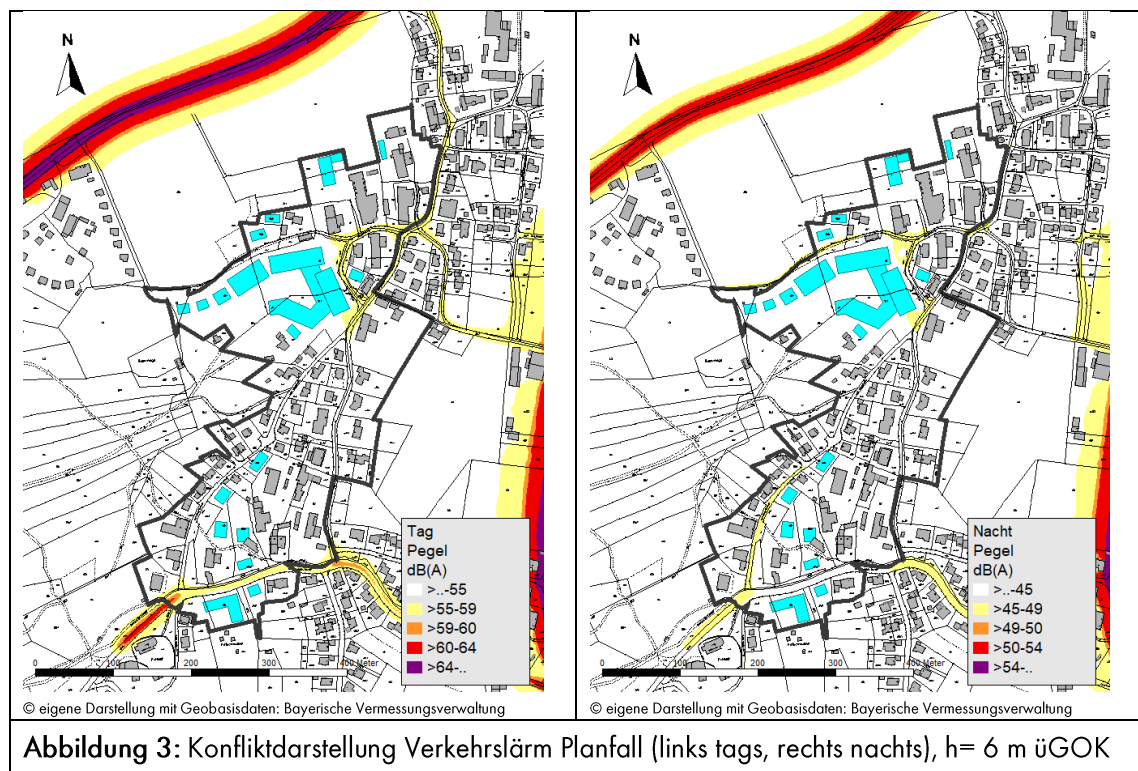 N
Tag
Pegel
dB(A)
>..-55
>55-59
>59-60
>60-64
>64-..
0 100 200 300 400 Meter
© eigene Darstellung mit Geobasisdaten: Bayerische Vermessungsverwaltung
N
Nacht
Pegel
dB(A)
>..-45
>45-49
>49-50
>50-54
>54-..
0 100 200 300 400 Meter
© eigene Darstellung mit Geobasisdaten: Bayerische Vermessungsverwaltung
Abbildung 3: Konfliktdarstellung Verkehrslärm Planfall (links tags, rechts nachts), h= 6 m üGOK